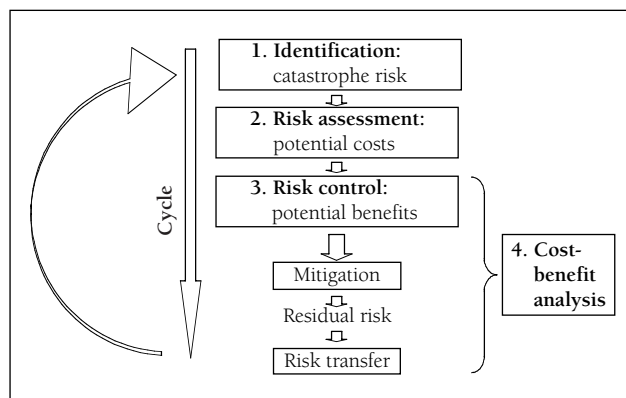 1. Identification:
catastrophe risk
2. Risk assessment:
potential costs
3. Risk control:
potential benefits
Mitigation
Residual risk
Risk transfer
Cycle
4. Cost-
benefit
analysis